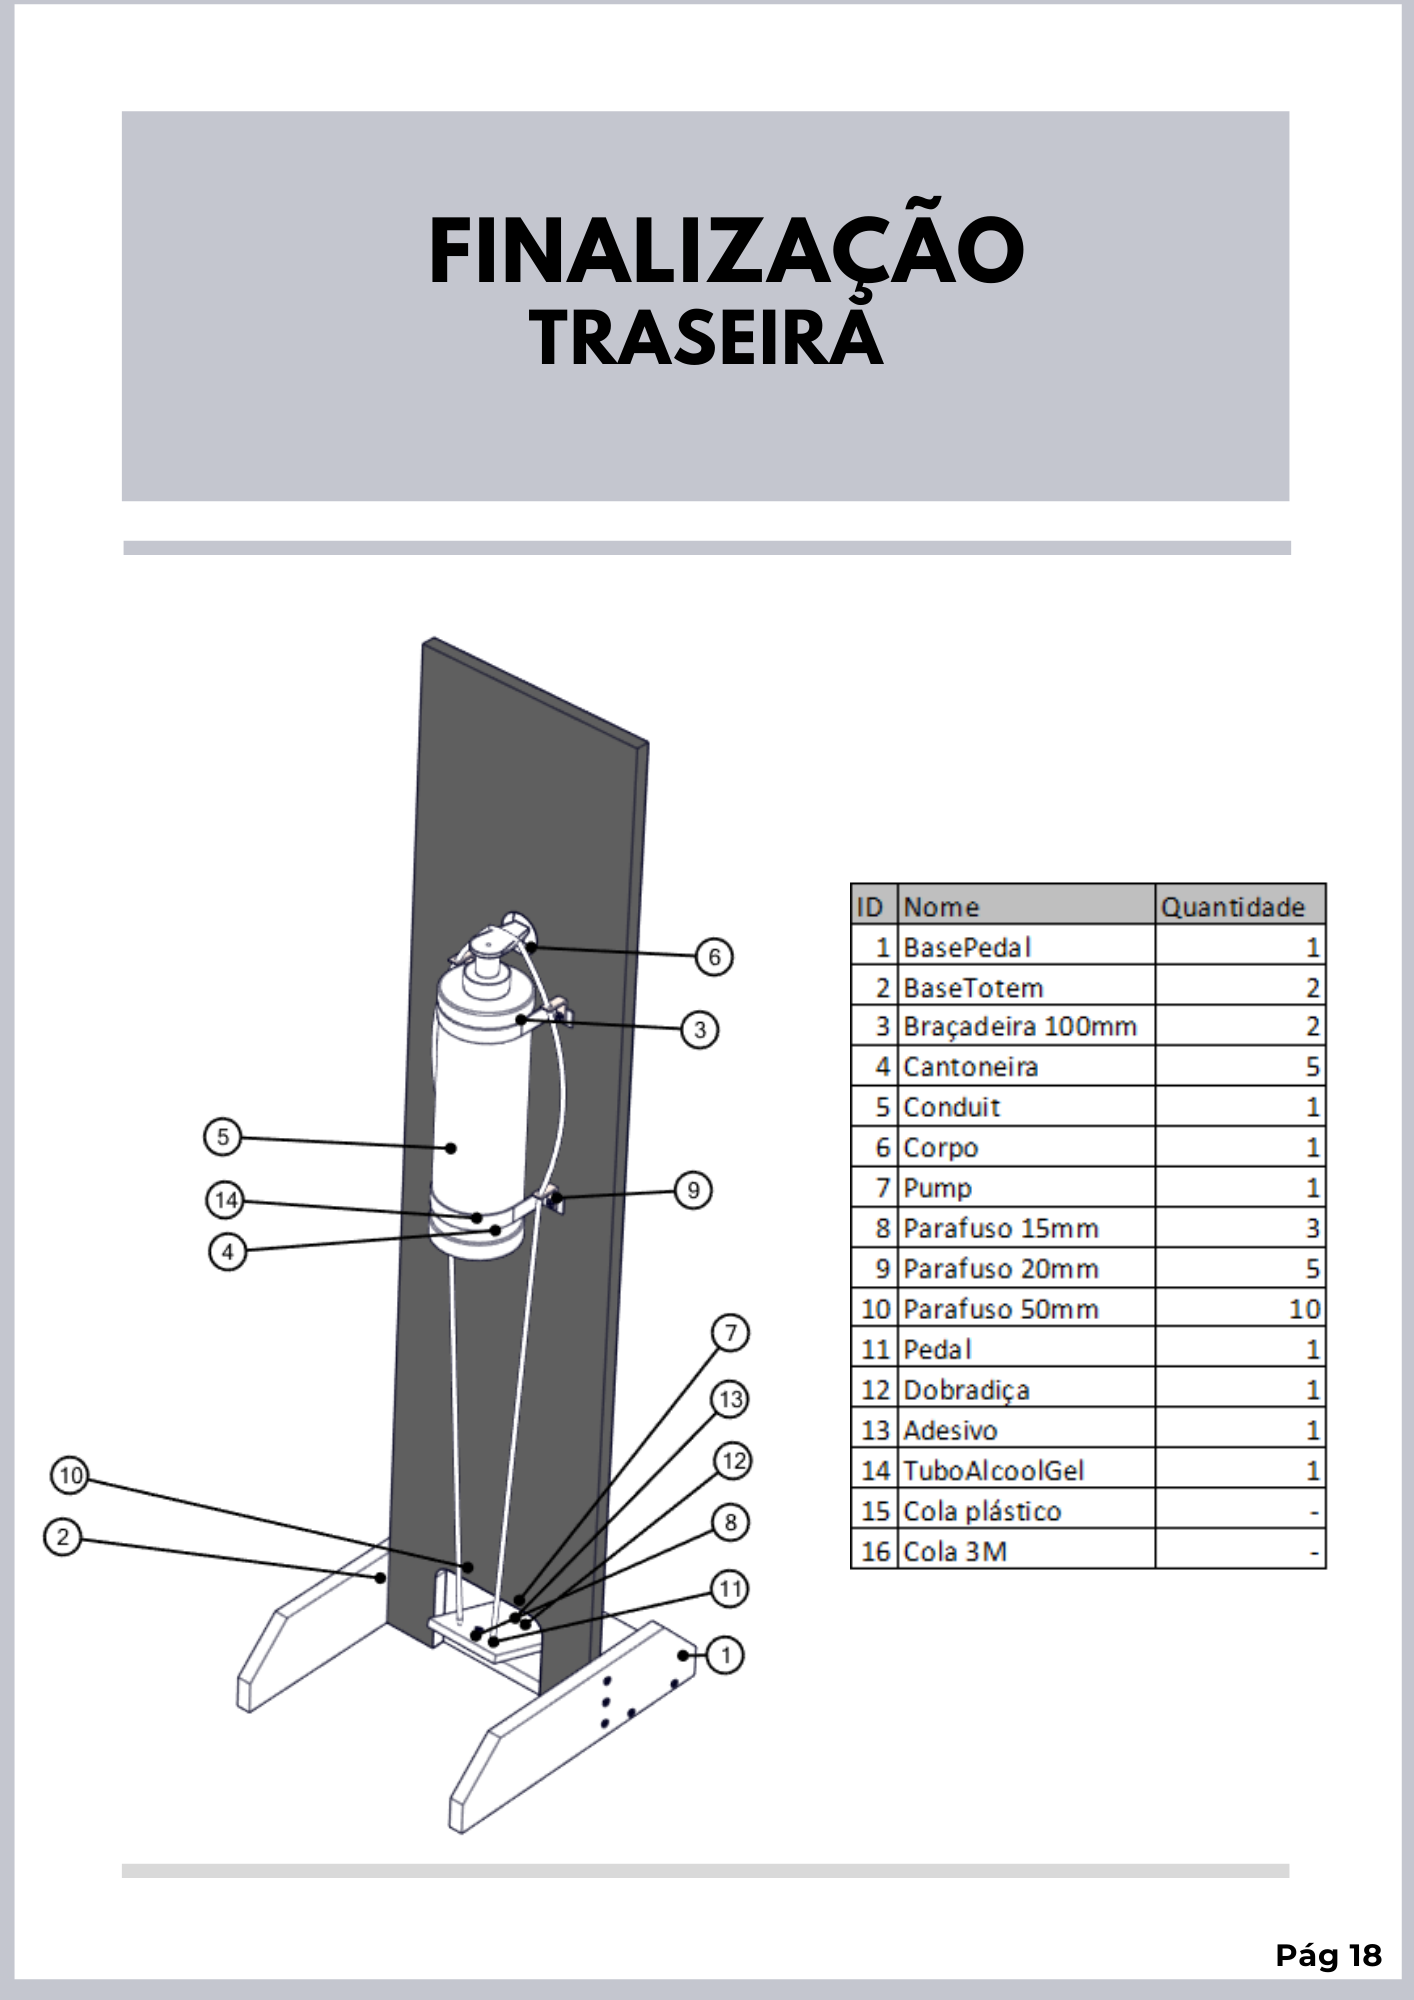 FINALIZAÇÃO
TRASEIRA
6
3
5
14
4
9
7
13
12
8
11
10
2
1
ID Nome Quantidade
1 BasePedal 1
2 BaseTotem 2
3 Braçadeira 100mm 2
4 Cantoneira 5
5 Conduit 1
6 Corpo 1
7 Pump 1
8 Parafuso 15mm 3
9 Parafuso 20mm 5
10 Parafuso 50mm 10
11 Pedal 1
12 Dobradiça 1
13 Adesivo 1
14 TuboAlcoolGel 1
15 Cola plástico -
16 Cola 3M -
Pág 18